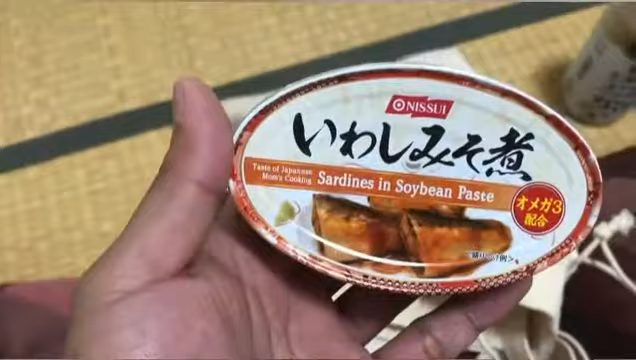 NISSUI
いわしみそ煮
Taste of Japanese
Mom's Cooking
Sardines in Soybean Paste
オメガ3
配合